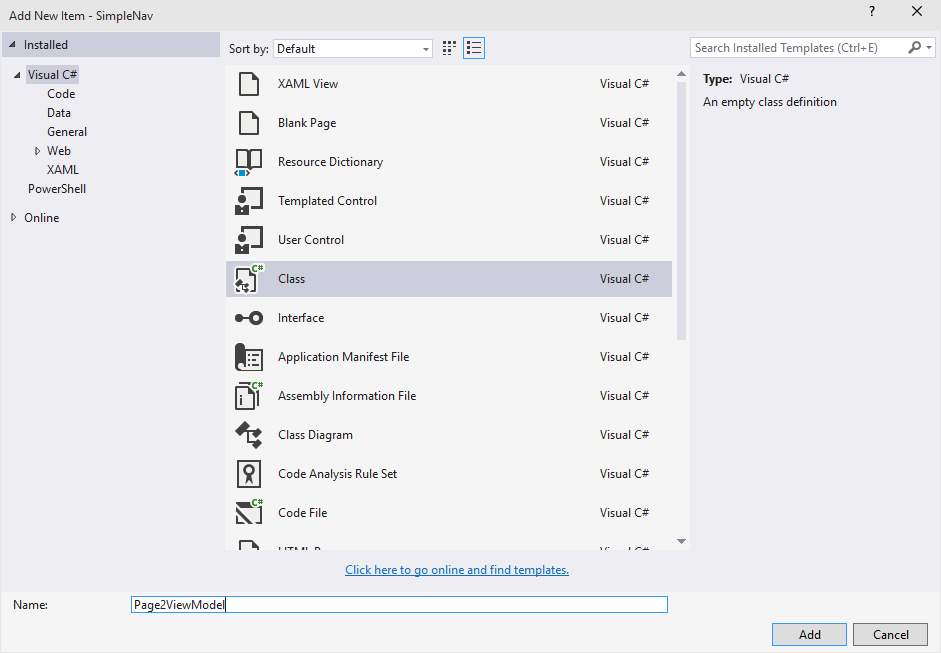 Add New Item - SimpleNav
?
Installed
Sort by: Default
Search Installed Templates (Ctrl+E)
Visual C#
Code
Data
General
Web
XAML
PowerShell
Online
XAML View Visual C#
Blank Page Visual C#
Resource Dictionary Visual C#
Templated Control Visual C#
User Control Visual C#
C# Class Visual C#
Interface Visual C#
Application Manifest File Visual C#
C# Assembly Information File Visual C#
Class Diagram Visual C#
Code Analysis Rule Set Visual C#
C# Code File Visual C#
Type: Visual C#
An empty class definition
Click here to go online and find templates.
Name: Page2ViewModel
Add Cancel